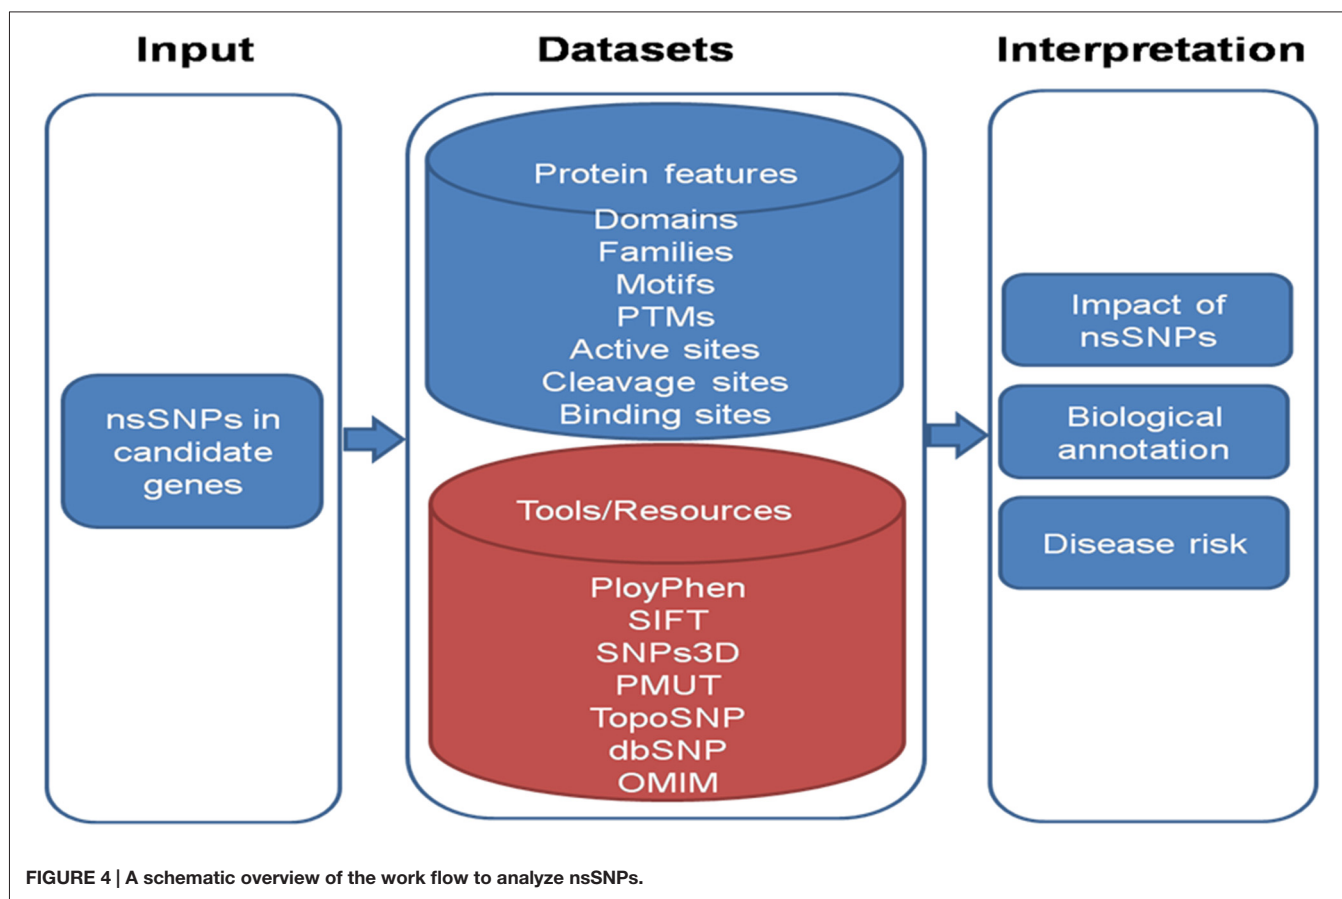 Input
Datasets
Interpretation
nsSNPs in
candidate
genes
Protein features
Domains
Families
Motifs
PTMs
Active sites
Cleavage sites
Binding sites
Tools/Resources
PloyPhen
SIFT
SNPs3D
PMUT
TopoSNP
dbSNP
OMIM
Impact of
nsSNPs
Biological
annotation
Disease risk
FIGURE 4 | A schematic overview of the work flow to analyze nsSNPs.